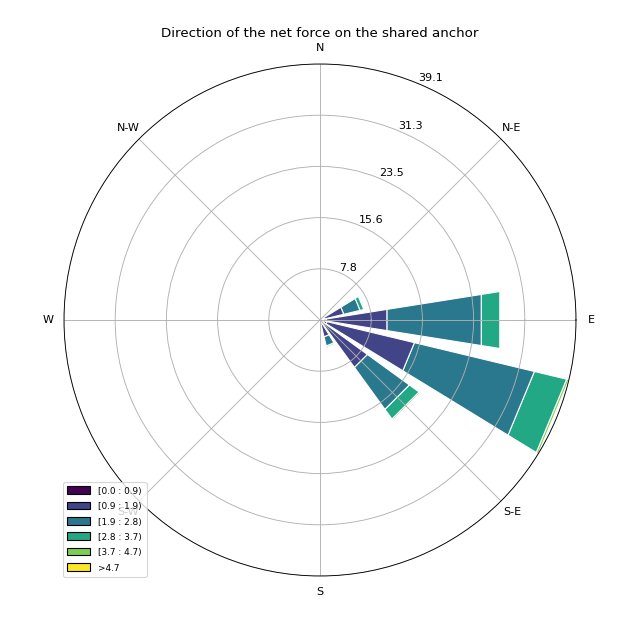 Direction of the net force on the shared anchor
N
39.1
N-W
31.3
N-E
23.5
15.6
7.8
W
E
[0.0 : 0.9)
[0.9 : 1.9)
S-W
S-E
[1.9 : 2.8)
[2.8 : 3.7)
[3.7 : 4.7)
>4.7
S